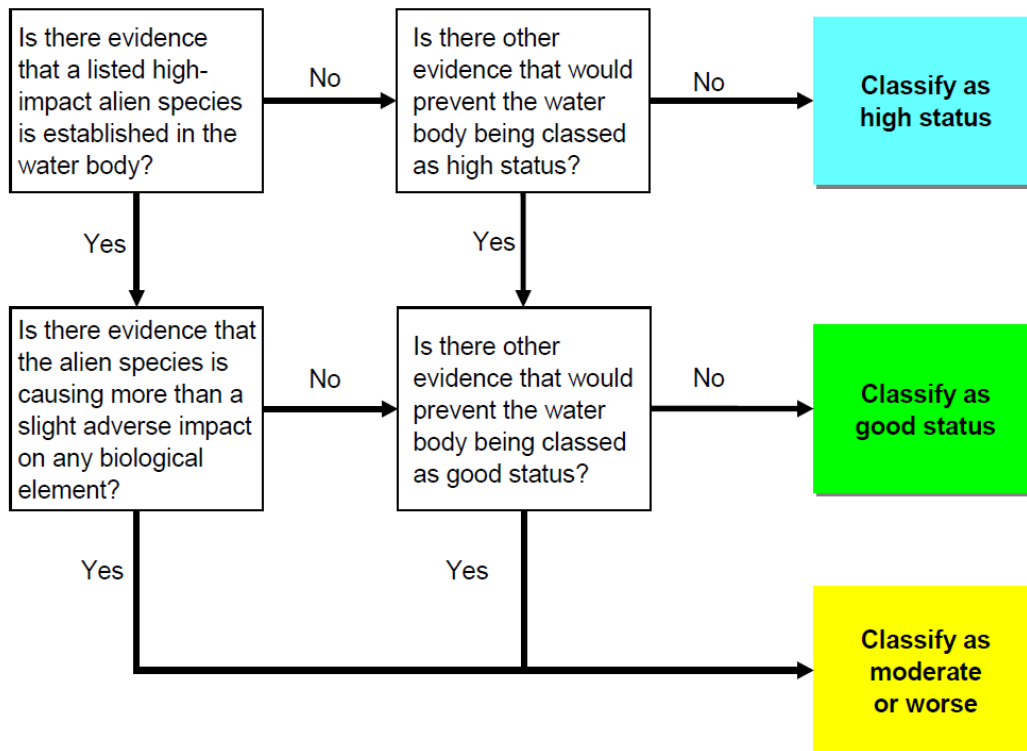 Is there evidence
that a listed high-
impact alien species
is established in the
water body?
No
Is there other
evidence that would
prevent the water
body being classed
as high status?
No
Classify as
high status
Yes
Yes
Is there evidence that
the alien species is
causing more than a
slight adverse impact
on any biological
element?
No
Is there other
evidence that would
prevent the water
body being classed
as good status?
No
Classify as
good status
Yes
Yes
Classify as
moderate
or worse